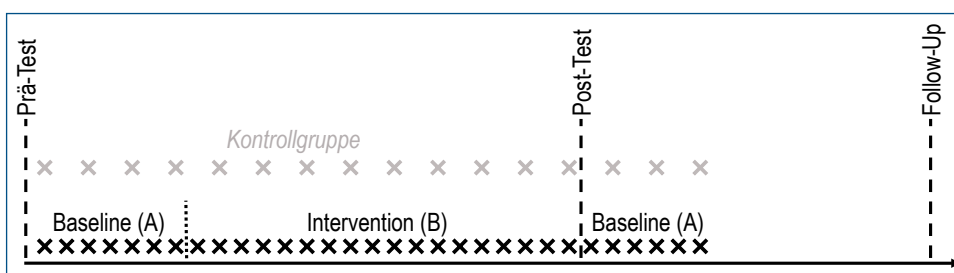 Prä-Test
Post-Test
Follow-Up
Kontrollgruppe
Baseline (A)
Intervention (B)
Baseline (A)